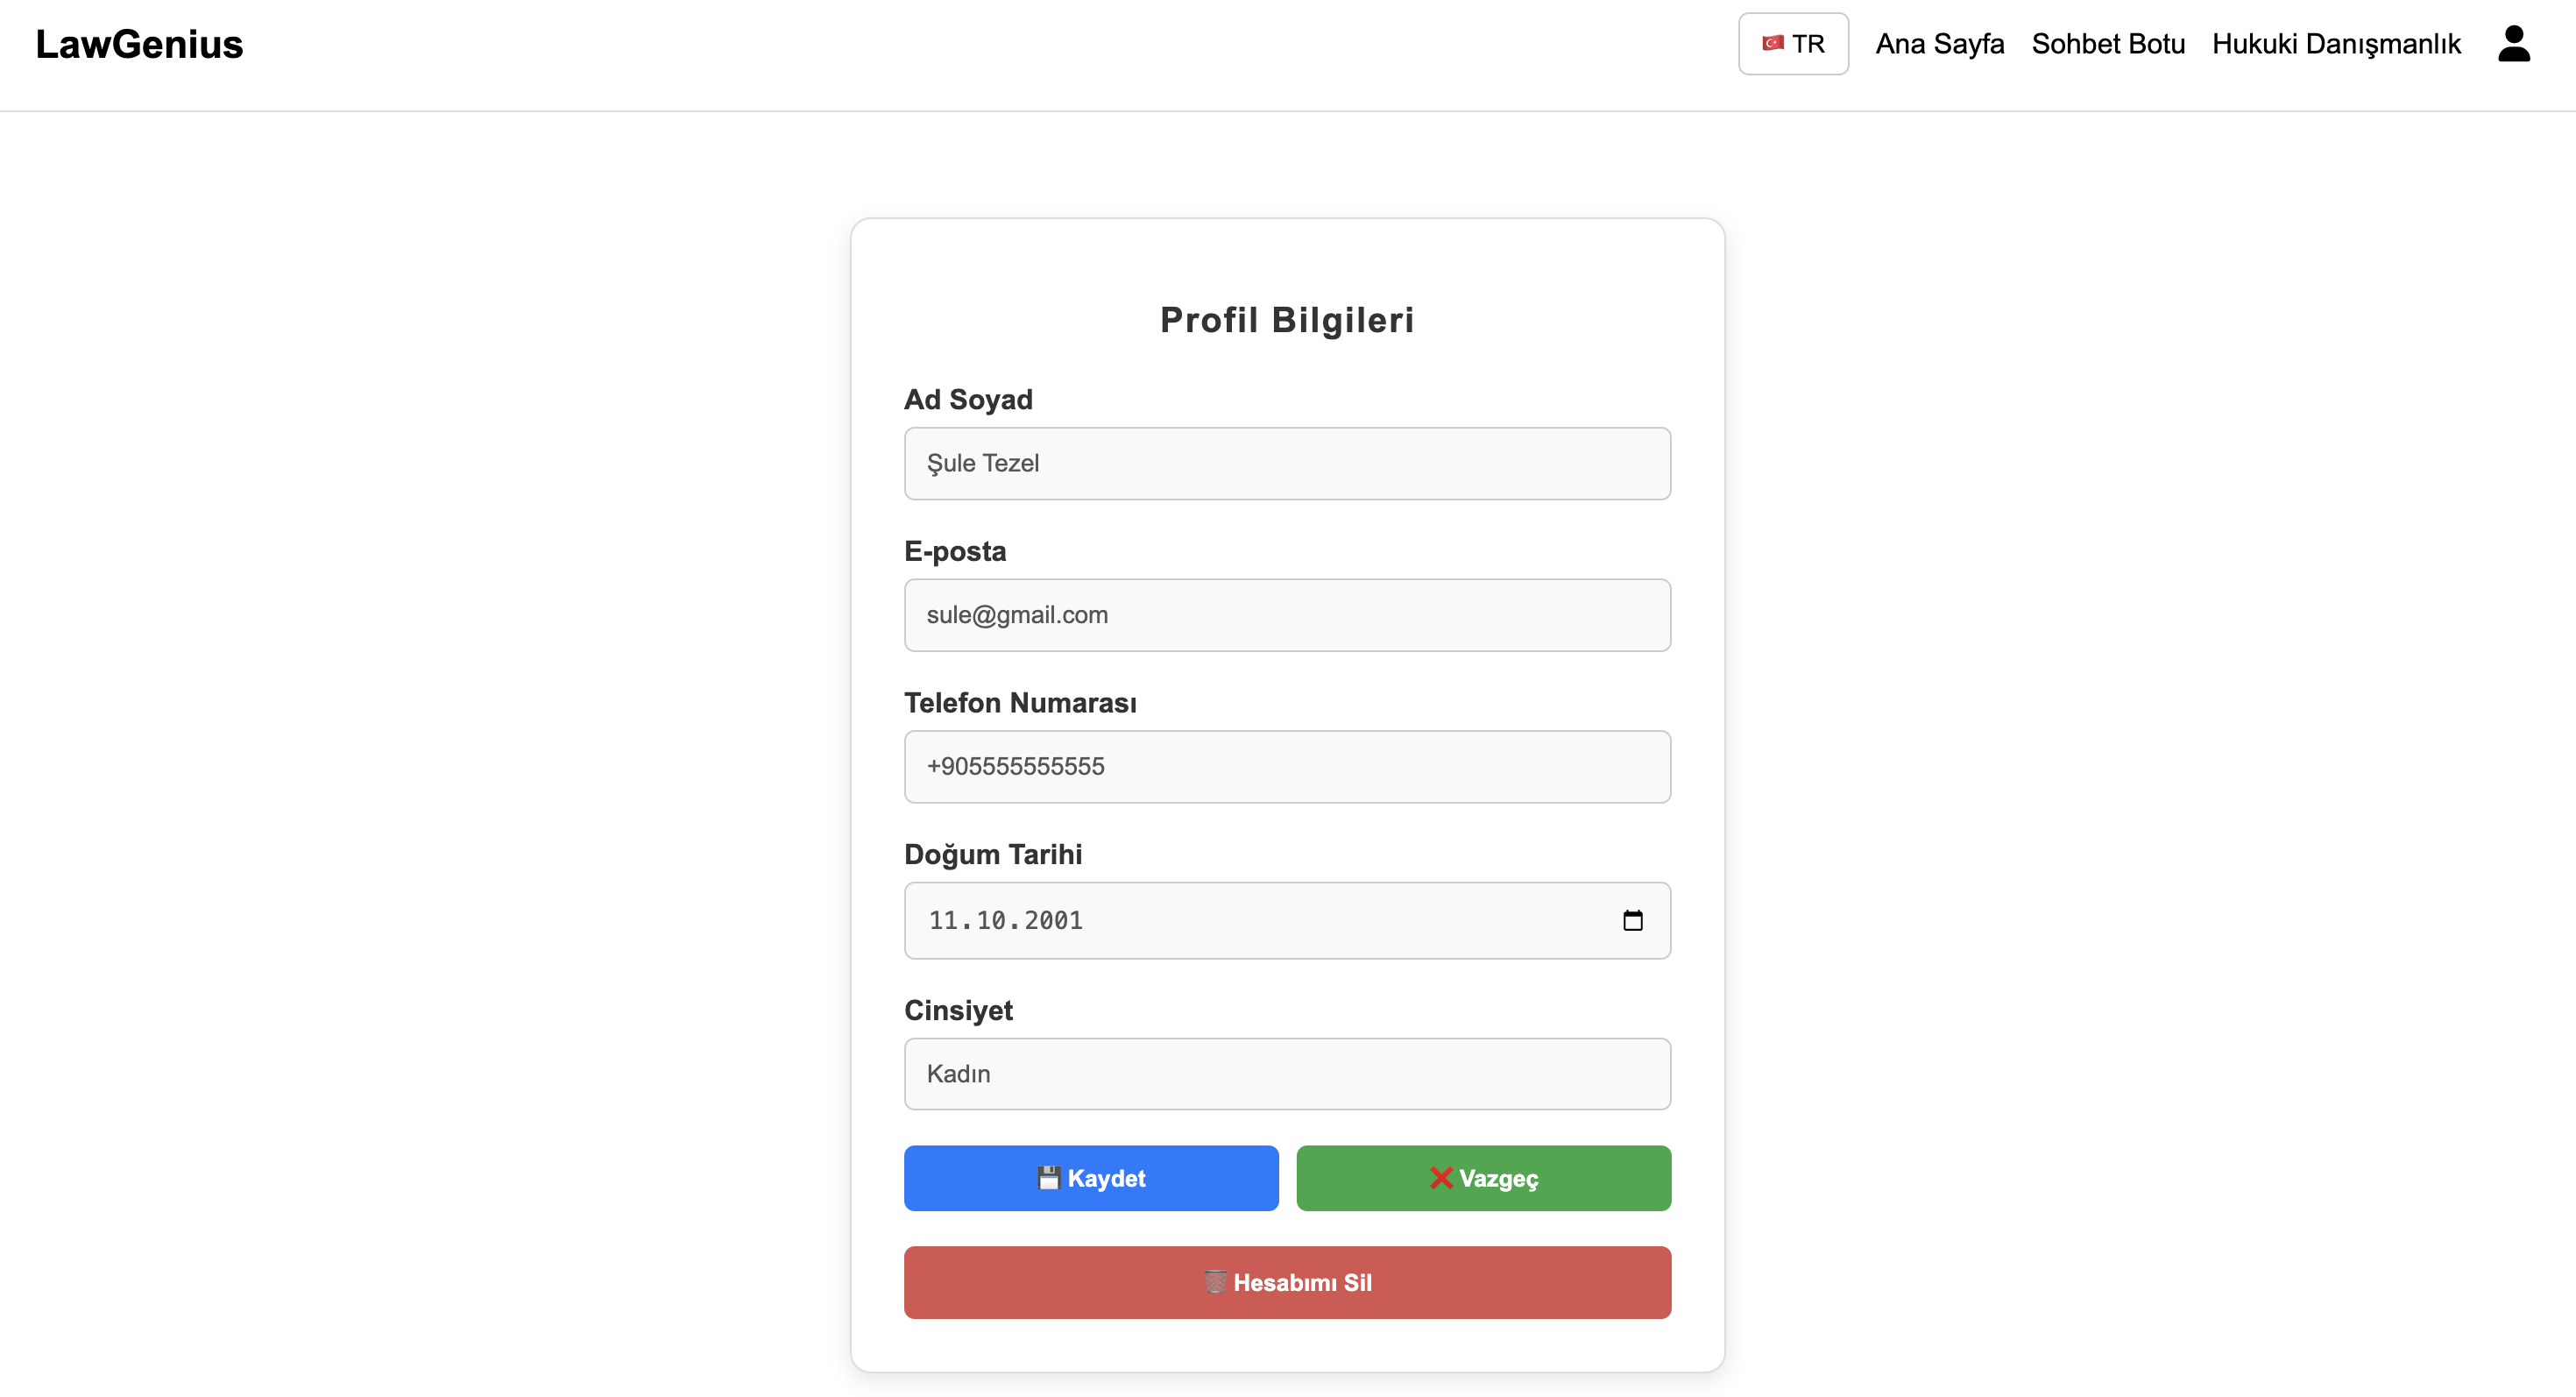 LawGenius
🇹🇷 TR Ana Sayfa Sohbet Botu Hukuki Danışmanlık
Profil Bilgileri
Ad Soyad
Şule Tezel
E-posta
sule@gmail.com
Telefon Numarası
+905555555555
Doğum Tarihi
11.10.2001
Cinsiyet
Kadın
💾 Kaydet
❌ Vazgeç
🗑️ Hesabımı Sil